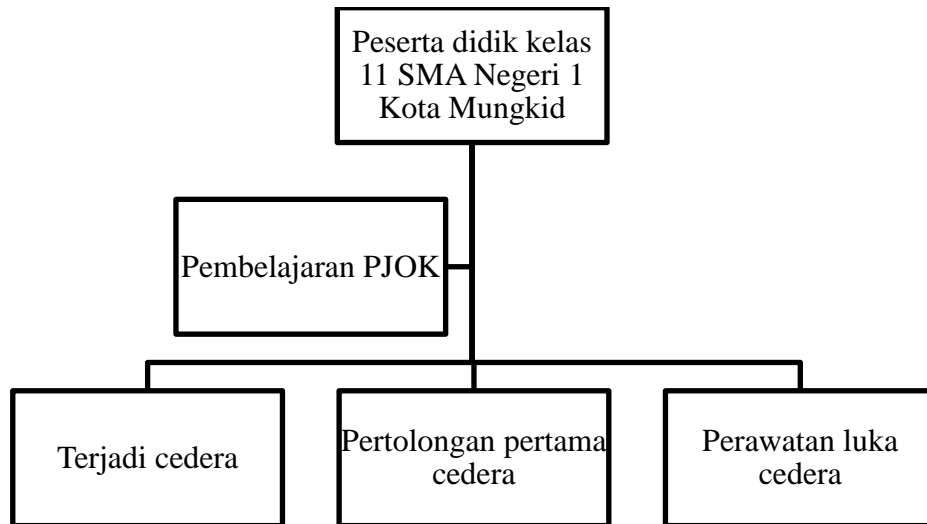 Peserta didik kelas
11 SMA Negeri 1
Kota Mungkid
Pembelajaran PJOK
Terjadi cedera
Pertolongan pertama
cedera
Perawatan luka
cedera